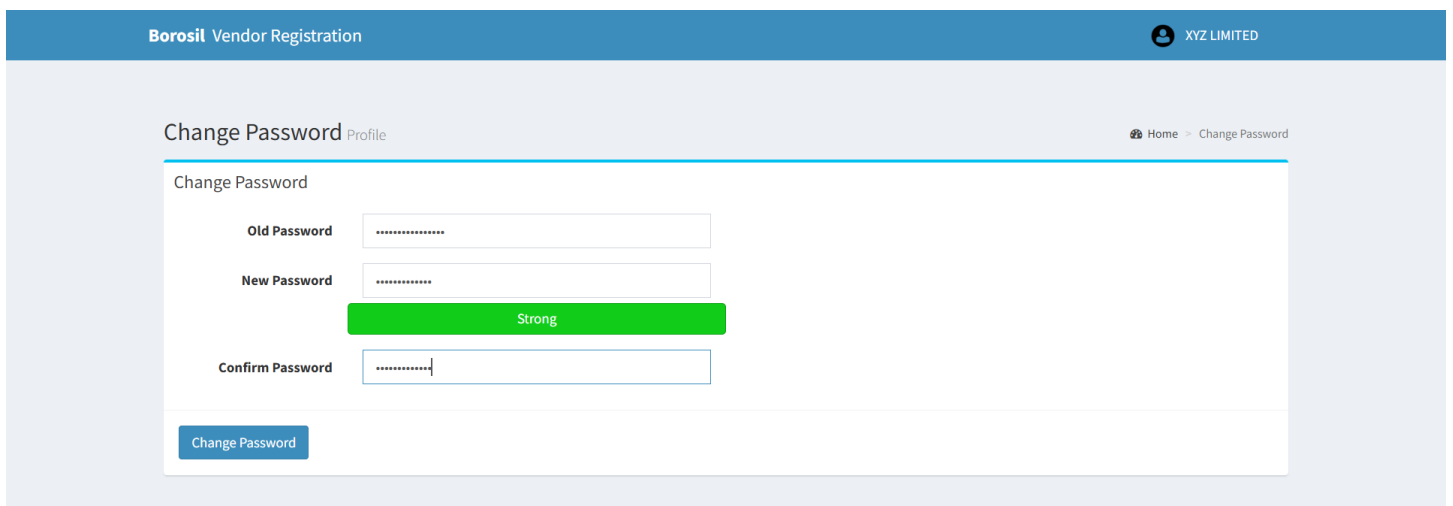 Borosil Vendor Registration
XYZ LIMITED
Change Password Profile
Home > Change Password
Change Password
Old Password ················
New Password ·············
Strong
Confirm Password ·············
Change Password